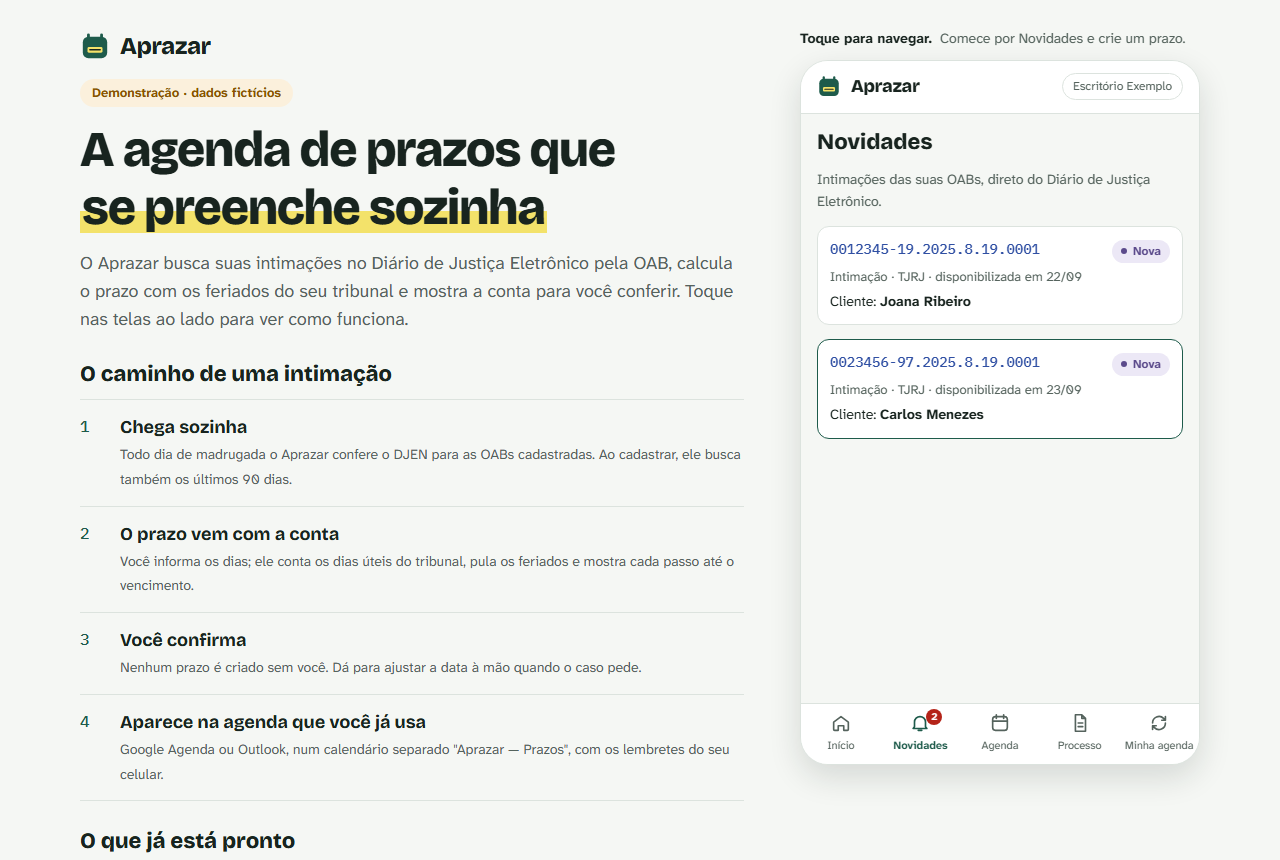 Aprazar
Demonstração · dados fictícios
A agenda de prazos que
se preenche sozinha
O Aprazar busca suas intimações no Diário de Justiça Eletrônico pela OAB, calcula
o prazo com os feriados do seu tribunal e mostra a conta para você conferir. Toque
nas telas ao lado para ver como funciona.
O caminho de uma intimação
1 Chega sozinha
Todo dia de madrugada o Aprazar confere o DJEN para as OABs cadastradas. Ao cadastrar, ele busca
também os últimos 90 dias.
2 O prazo vem com a conta
Você informa os dias; ele conta os dias úteis do tribunal, pula os feriados e mostra cada passo até o
vencimento.
3 Você confirma
Nenhum prazo é criado sem você. Dá para ajustar a data à mão quando o caso pede.
4 Aparece na agenda que você já usa
Google Agenda ou Outlook, num calendário separado "Aprazar — Prazos", com os lembretes do seu
celular.
O que já está pronto
Toque para navegar. Comece por Novidades e crie um prazo.
Aprazar
Escritório Exemplo
Novidades
Intimações das suas OABs, direto do Diário de Justiça
Eletrônico.
0012345-19.2025.8.19.0001
Nova
Intimação · TJRJ · disponibilizada em 22/09
Cliente: Joana Ribeiro
0023456-97.2025.8.19.0001
Nova
Intimação · TJRJ · disponibilizada em 23/09
Cliente: Carlos Menezes
2
Início
Novidades
Agenda
Processo
Minha agenda